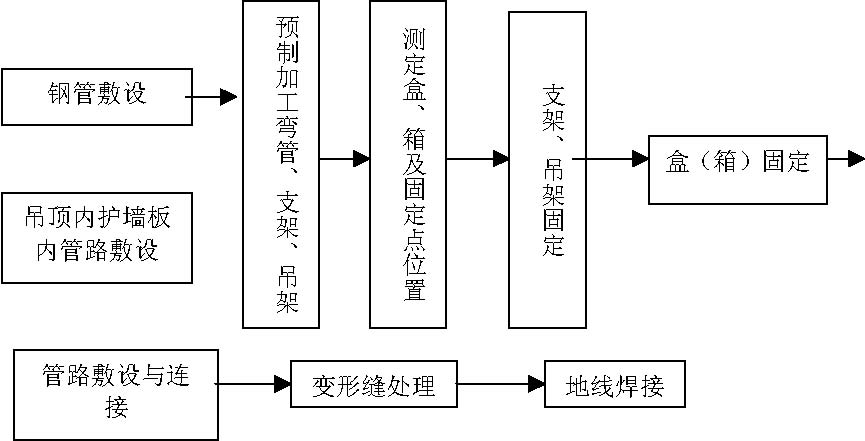 钢管敷设
吊顶内护墙板
内管路敷设
预制加工弯管、支架、吊架
测定盒、箱及固定点位置
支架、吊架固定
盒（箱）固定
管路敷设与连
接
变形缝处理
地线焊接